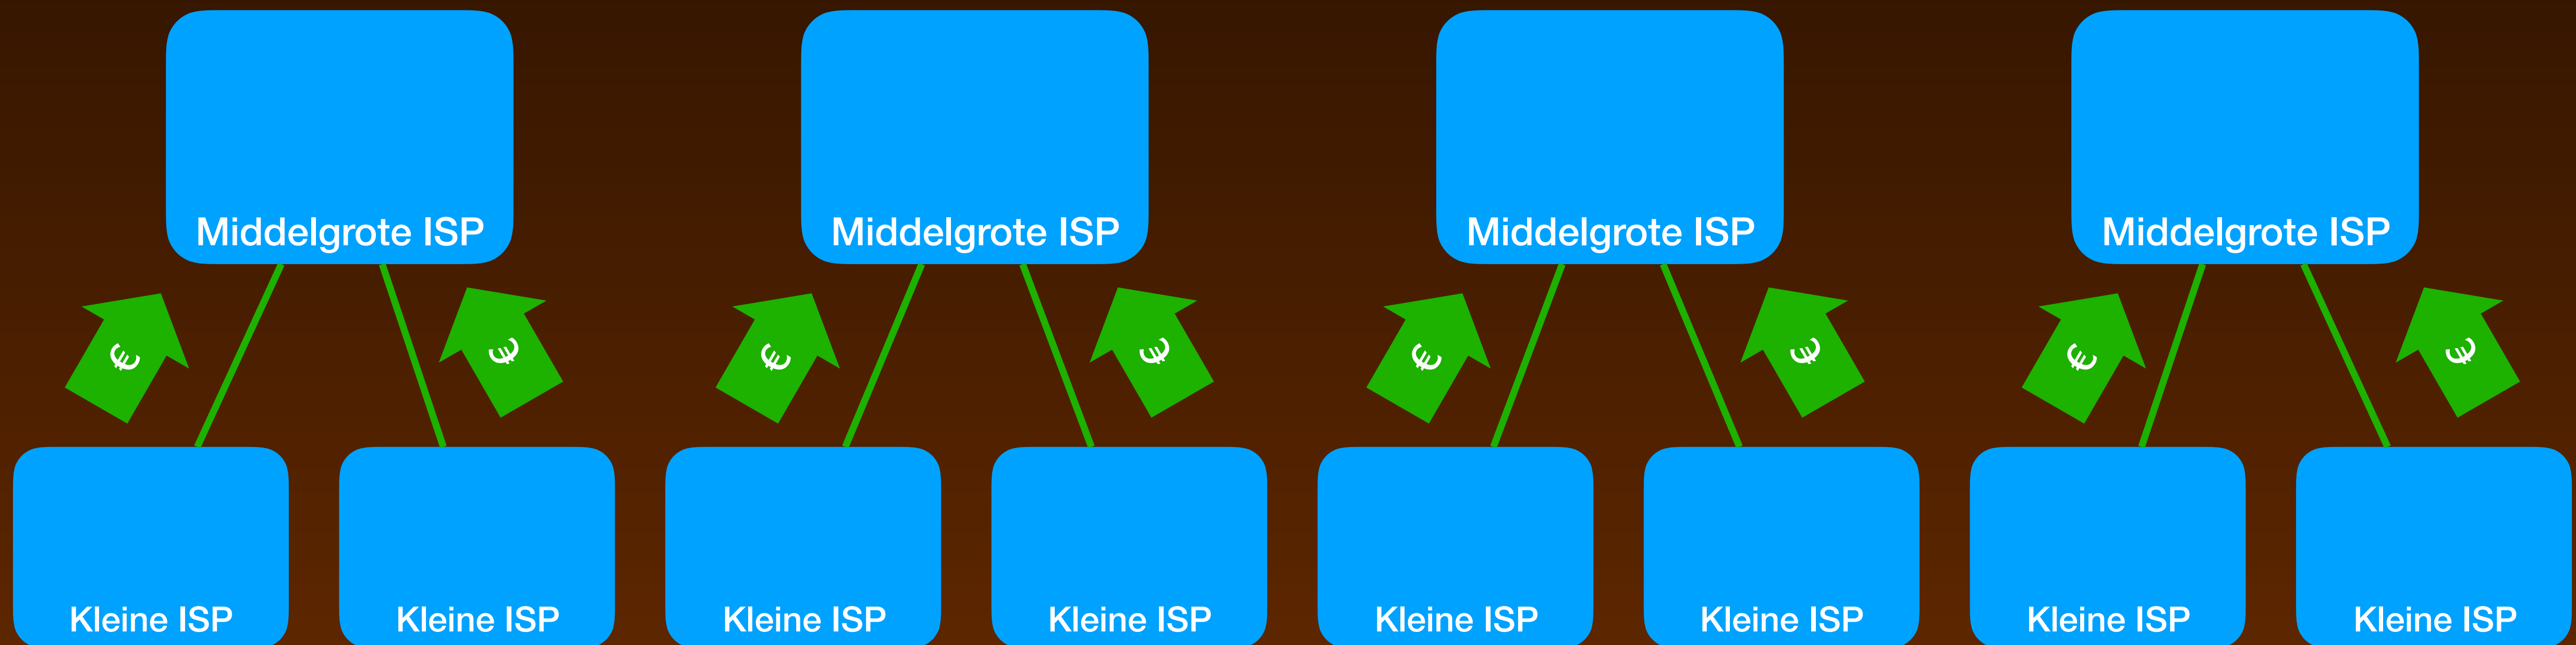 Middelgrote ISP
Middelgrote ISP
Middelgrote ISP
Middelgrote ISP
€
€
€
€
€
€
€
€
Kleine ISP
Kleine ISP
Kleine ISP
Kleine ISP
Kleine ISP
Kleine ISP
Kleine ISP
Kleine ISP